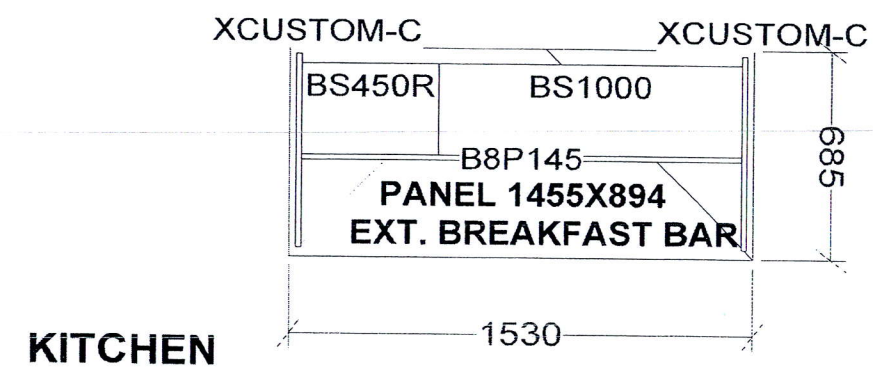 XCUSTOM-C XCUSTOM-C
BS450R BS1000
B8P145
PANEL 1455X894
EXT. BREAKFAST BAR
685
1530
KITCHEN